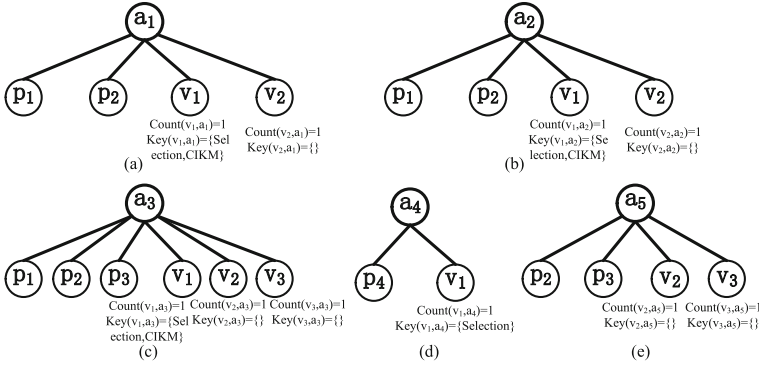 a1
p1 p2 v1 v2
Count(v1,a1)=1
Key(v1,a1)={Sel
ection,CIKM}
Count(v2,a1)=1
Key(v2,a1)={}
(a)
a2
p1 p2 v1 v2
Count(v1,a2)=1
Key(v1,a2)={Se
lection,CIKM}
Count(v2,a2)=1
Key(v2,a2)={}
(b)
a3
p1 p2 p3 v1 v2 v3
Count(v1,a3)=1
Key(v1,a3)={Sel
ection,CIKM}
Count(v2,a3)=1
Key(v2,a3)={}
Count(v3,a3)=1
Key(v3,a3)={}
(c)
a4
p4 v1
Count(v1,a4)=1
Key(v1,a4)={Selection}
(d)
a5
p2 p3 v2 v3
Count(v2,a5)=1
Key(v2,a5)={}
Count(v3,a5)=1
Key(v3,a5)={}
(e)